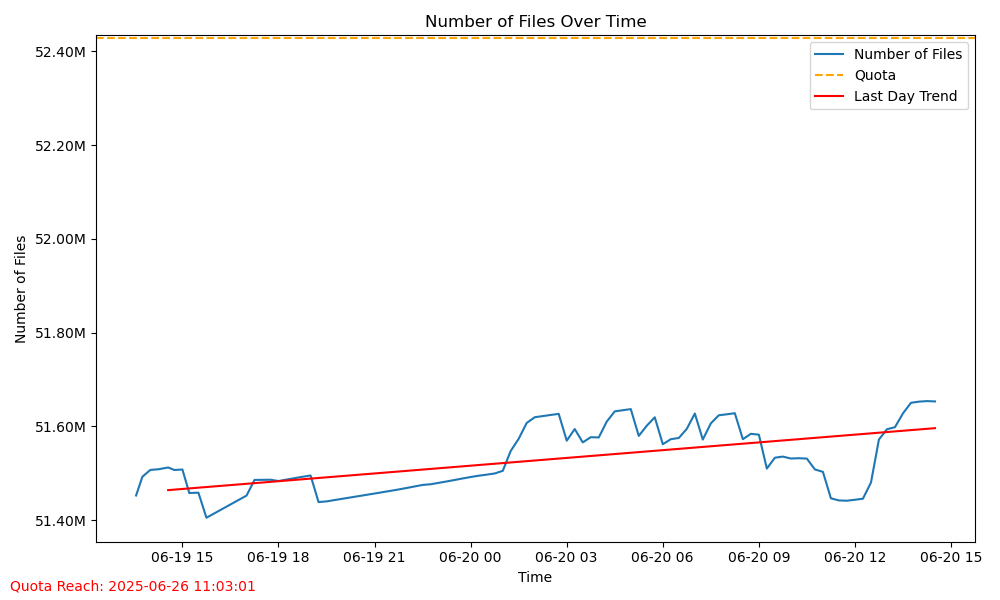 Number of Files Over Time
52.40M
52.20M
52.00M
51.80M
51.60M
51.40M
Number of Files
Number of Files
Quota
Last Day Trend
06-19 15
06-19 18
06-19 21
06-20 00
06-20 03
06-20 06
06-20 09
06-20 12
06-20 15
Time
Quota Reach: 2025-06-26 11:03:01